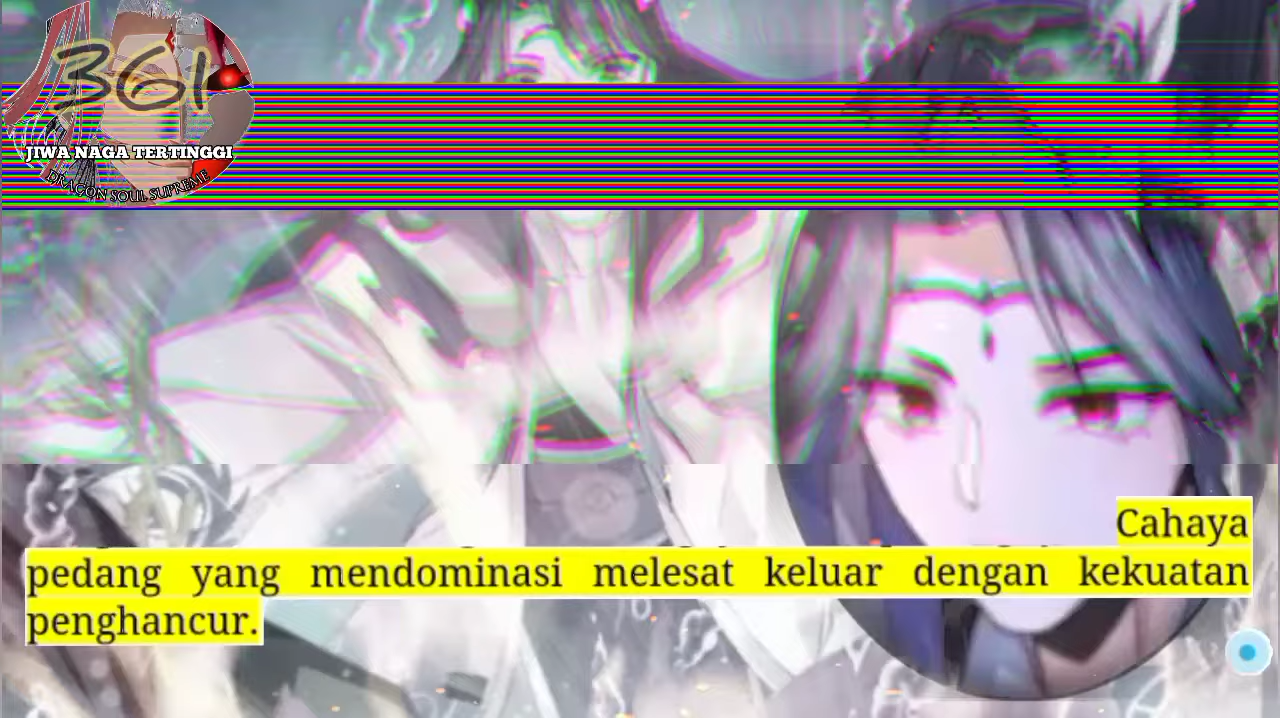 361
JIWA NAGA TERTINGGI
DRAGON SOUL SUPREME
Cahaya
pedang yang mendominasi melesat keluar dengan kekuatan
penghancur.